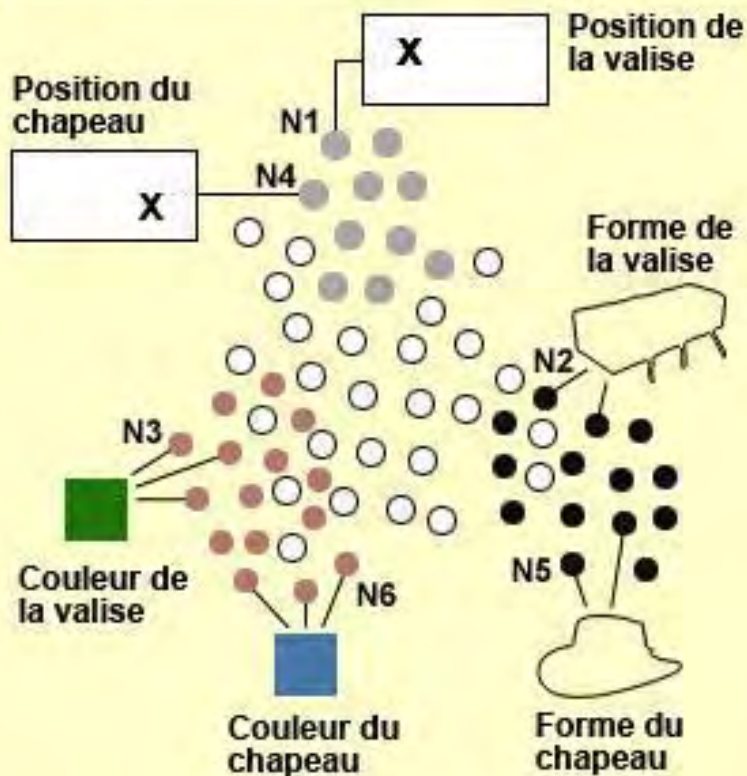 Position de
la valise
X
Position du
chapeau
N1
N4
X
Forme de
la valise
N2
N3
Couleur de
la valise
N5
N6
Couleur du
chapeau
Forme du
chapeau